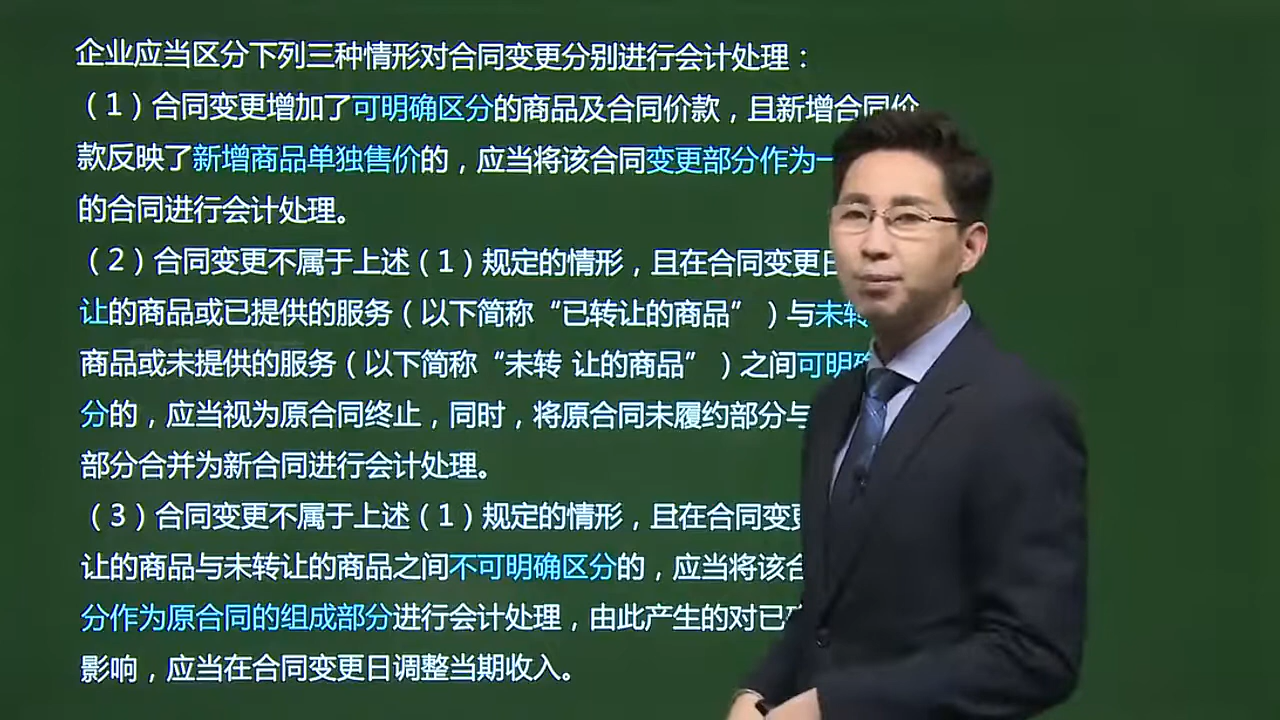 企业应当区分下列三种情形对合同变更分别进行会计处理：
（1）合同变更增加了可明确区分的商品及合同价款，且新增合同价
款反映了新增商品单独售价的，应当将该合同变更部分作为一
的合同进行会计处理。
（2）合同变更不属于上述（1）规定的情形，且在合同变更日
让的商品或已提供的服务（以下简称“已转让的商品”）与未转
商品或未提供的服务（以下简称“未转 让的商品”）之间可明确
分的，应当视为原合同终止，同时，将原合同未履约部分与
部分合并为新合同进行会计处理。
（3）合同变更不属于上述（1）规定的情形，且在合同变更
让的商品与未转让的商品之间不可明确区分的，应当将该合
分作为原合同的组成部分进行会计处理，由此产生的对已确
影响，应当在合同变更日调整当期收入。